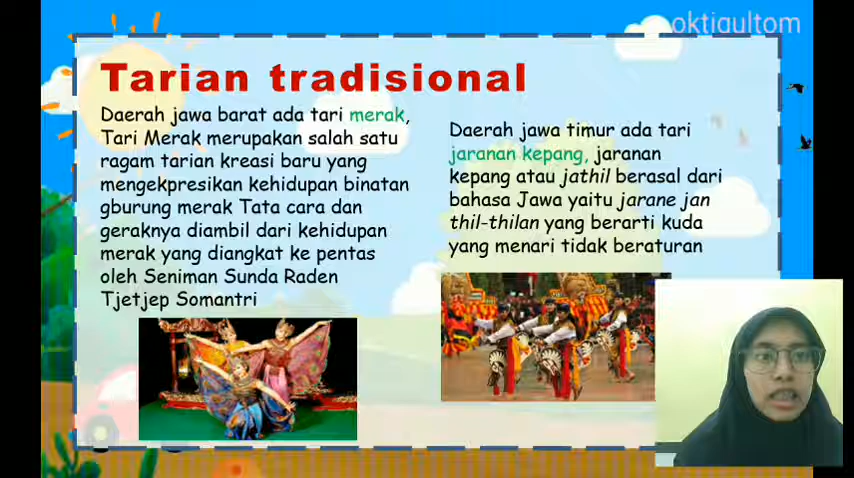 oktigultom
Tarian tradisional
Daerah jawa barat ada tari merak,
Tari Merak merupakan salah satu
ragam tarian kreasi baru yang
mengekpresikan kehidupan binatan
gburung merak Tata cara dan
geraknya diambil dari kehidupan
merak yang diangkat ke pentas
oleh Seniman Sunda Raden
Tjetjep Somantri
Daerah jawa timur ada tari
jaranan kepang, jaranan
kepang atau jathil berasal dari
bahasa Jawa yaitu jarane jan
thil-thilan yang berarti kuda
yang menari tidak beraturan